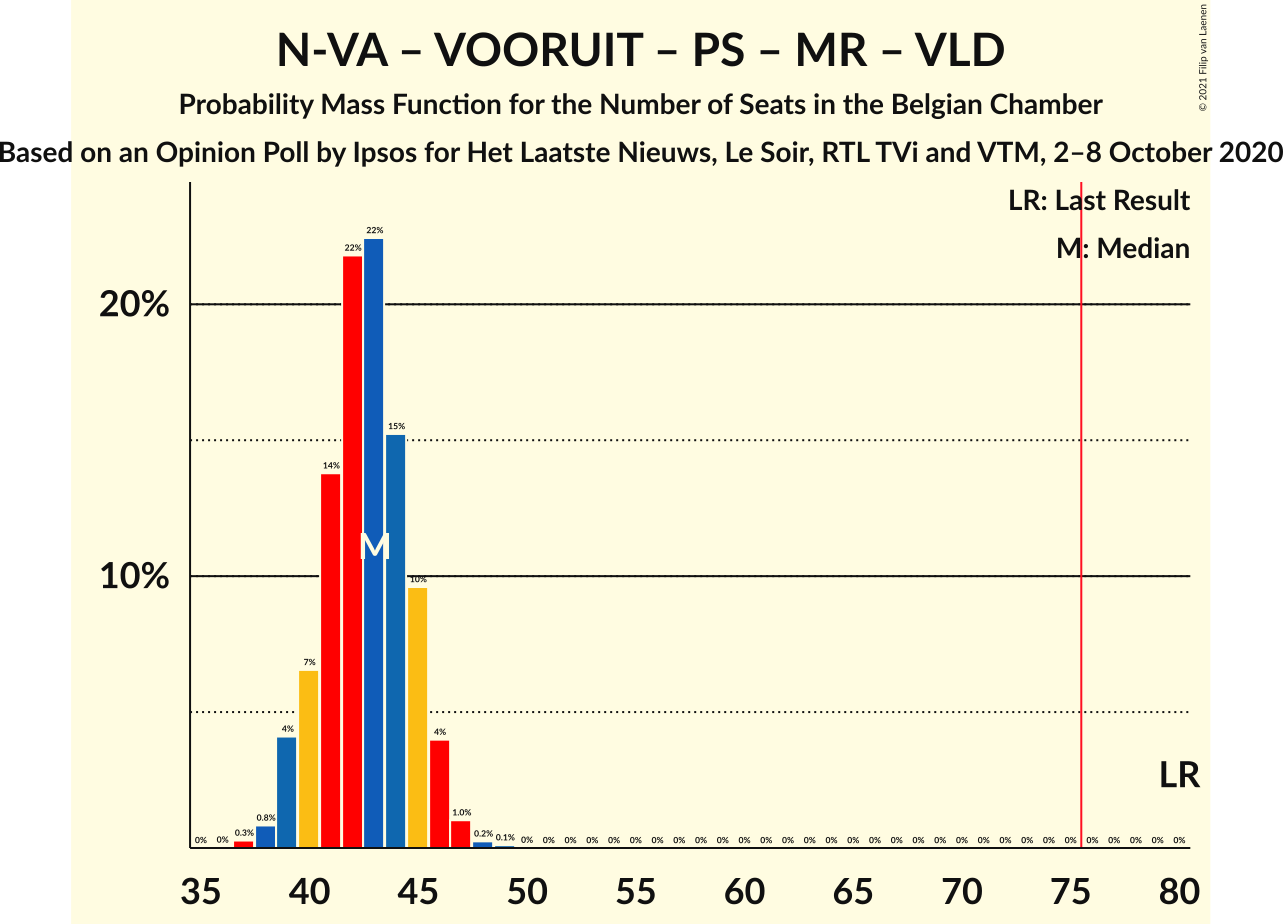 N-VA – VOORUIT – PS – MR – VLD
Probability Mass Function for the Number of Seats in the Belgian Chamber
Based on an Opinion Poll by Ipsos for Het Laatste Nieuws, Le Soir, RTL TVi and VTM, 2–8 October 2020
© 2021 Filip van Laenen
LR: Last Result
M: Median
20%
10%
0% 0% 0.3% 0.8% 4% 7% 14% 22% 22% 15% 10% 4% 1.0% 0.2% 0.1% 0% 0% 0% 0% 0% 0% 0% 0% 0% 0% 0% 0% 0% 0% 0% 0% 0% 0% 0% 0% 0% 0% 0% 0% 0% 0% 0% 0% 0% 0% 0%
M
LR
35 40 45 50 55 60 65 70 75 80